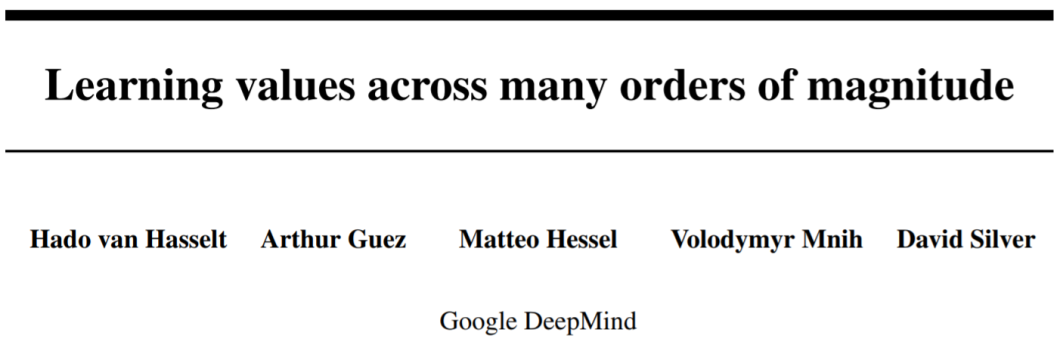 Learning values across many orders of magnitude
Hado van Hasselt Arthur Guez Matteo Hessel Volodymyr Mnih David Silver
Google DeepMind